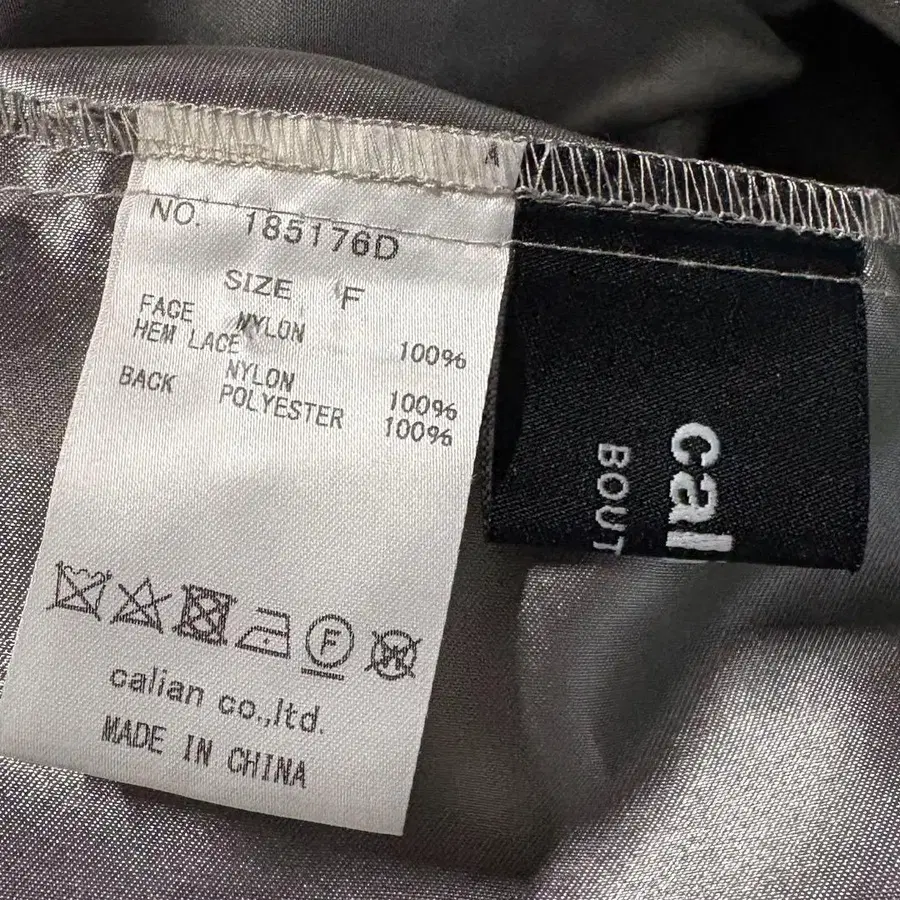 NO. 185176D
SIZE F
FACE NYLON 100%
HEM LACE
NYLON 100%
BACK POLYESTER 100%
F
W
calian co.,ltd.
MADE IN CHINA
cal
BOUT